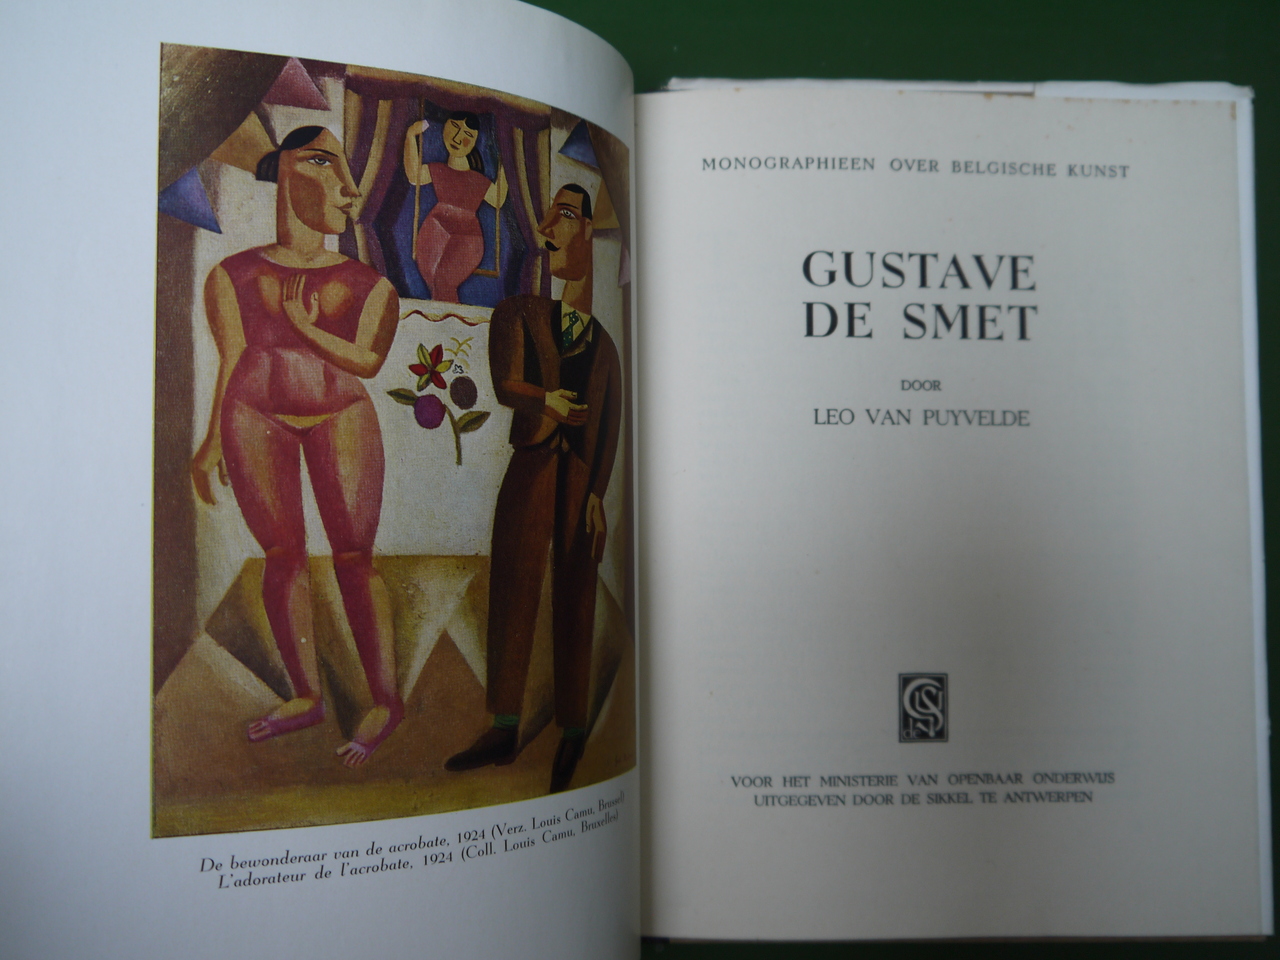 De bewonderaar van de acrobate, 1924 (Verz. Louis Camu, Brussel)
L'adorateur de l'acrobate, 1924 (Coll. Louis Camu, Bruxelles)
MONOGRAPHIEEN OVER BELGISCHE KUNST
GUSTAVE
DE SMET
DOOR
LEO VAN PUYVELDE
VOOR HET MINISTERIE VAN OPENBAAR ONDERWIJS
UITGEGEVEN DOOR DE SIKKEL TE ANTWERPEN